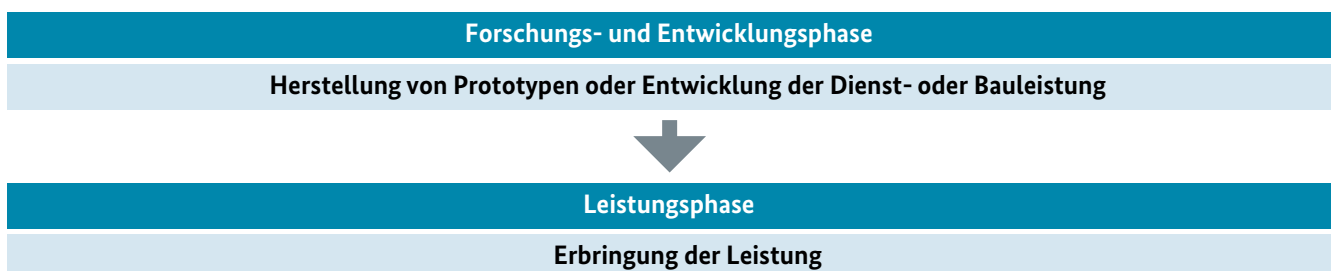 Forschungs- und Entwicklungsphase
Herstellung von Prototypen oder Entwicklung der Dienst- oder Bauleistung
Leistungsphase
Erbringung der Leistung